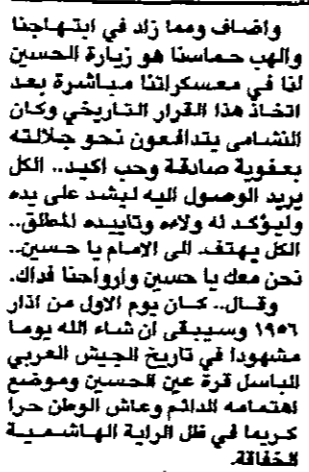 واضاف ومما زاد في ابتهاجنا
والهب حماسنا هو زيارة الحسين
لنا في معسكراتنا مباشرة بعد
اتخاذ هذا القرار التاريخي وكان
النشامى يتدافعون نحو جلالته
بعفوية صادقة وحب اكيد.. الكل
يريد الوصول اليه ليشد على يده
وليؤكد له ولاءه وتاييده المطلق..
الكل يهتف الى الامام يا حسين..
نحن معك يا حسين وارواحنا فداك.
وقال.. كان يوم الاول من اذار
١٩٥٦ وسيبقى ان شاء الله يوما
مشهودا في تاريخ الجيش العربي
الباسل قرة عين الحسين وموضع
اهتمامه الدائم وعاش الوطن حرا
كريما في ظل الراية الهاشمية
الخفاقة.